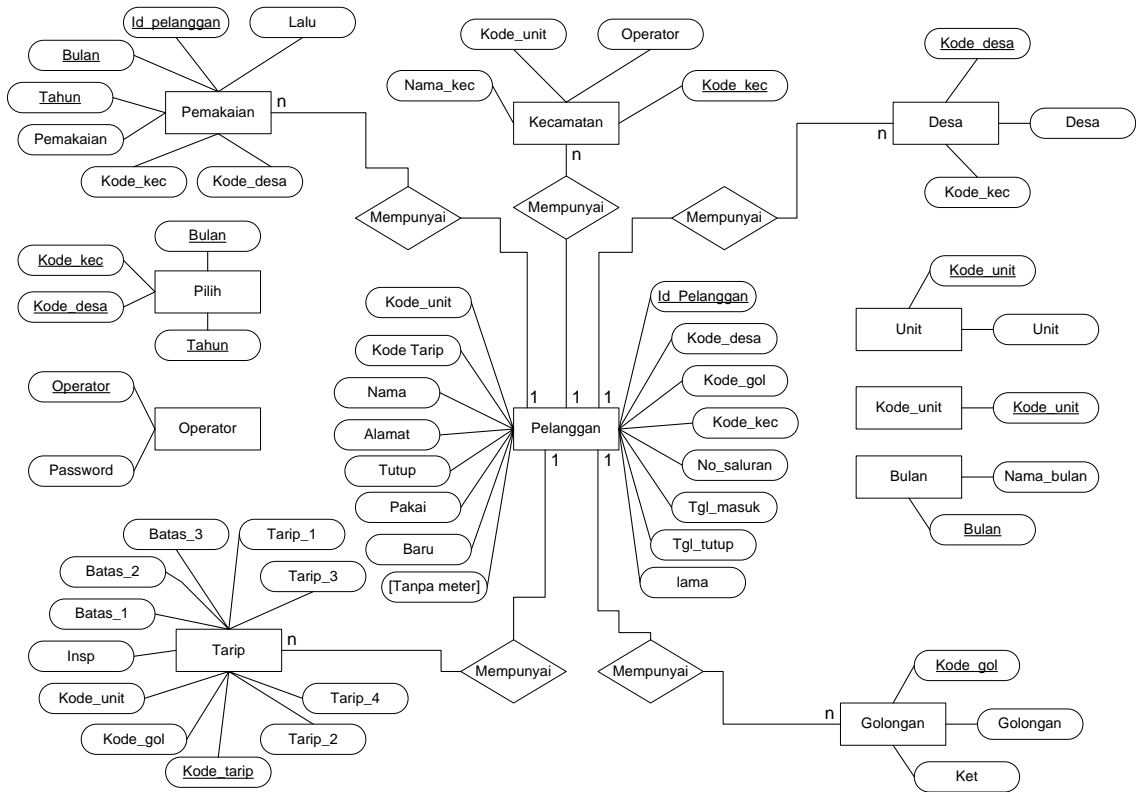 Id_pelanggan
Lalu
Bulan
Tahun
Pemakaian
n
Pemakaian
Kode_kec
Kode_desa
Kode_unit
Operator
Nama_kec
Kode_kec
Kecamatan
n
Kode_desa
Desa
Desa
n
Kode_kec
Mempunyai
Mempunyai
Mempunyai
Bulan
Kode_kec
Pilih
Kode_desa
Tahun
Operator
Operator
Password
Kode_unit
Kode Tarip
Nama
Alamat
Tutup
Pakai
Baru
[Tanpa meter]
1
1
1
Pelanggan
1
1
Id_Pelanggan
Kode_desa
Kode_gol
Kode_kec
No_saluran
Tgl_masuk
Tgl_tutup
lama
Kode_unit
Unit
Unit
Kode_unit
Kode_unit
Bulan
Nama_bulan
Bulan
Batas_3
Tarip_1
Batas_2
Tarip_3
Batas_1
Insp
Tarip
n
Kode_unit
Tarip_4
Kode_gol
Tarip_2
Kode_tarip
Mempunyai
Mempunyai
Kode_gol
n
Golongan
Golongan
Ket